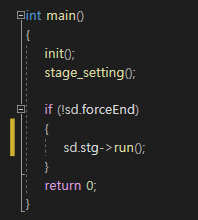 int main()
{
    init();
    stage_setting();

    if (!sd.forceEnd)
    {
        sd.stg->run();
    }
    return 0;
}